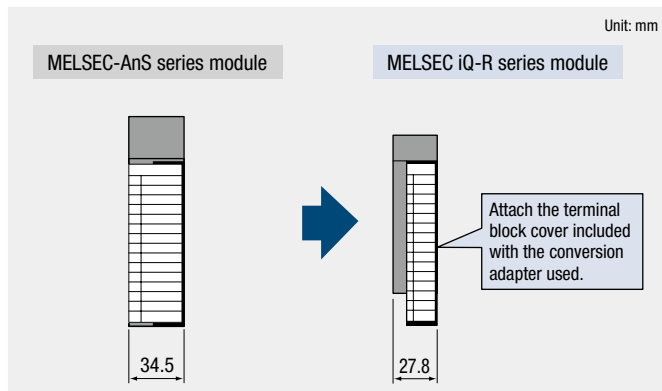 Unit: mm
MELSEC-AnS series module
MELSEC iQ-R series module
Attach the terminal
block cover included
with the conversion
adapter used.
34.5
27.8